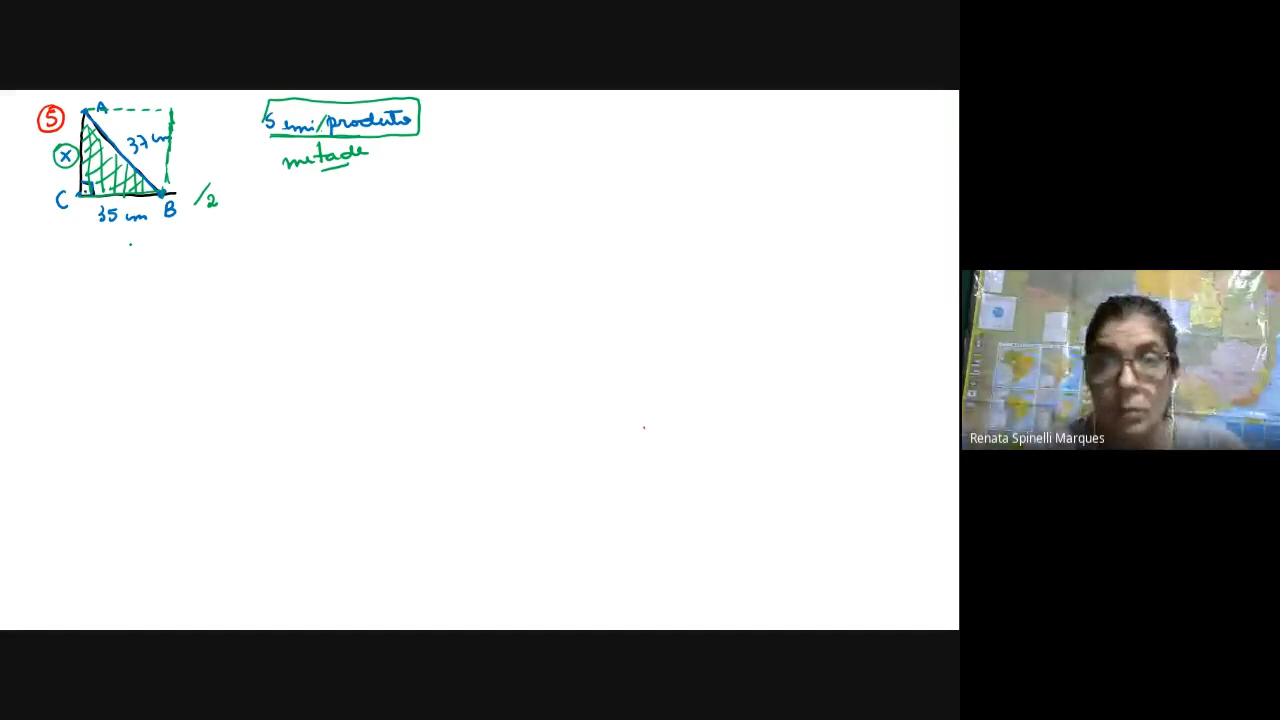 5
A
37 cm
x
C
35 cm
B
/2
Semi/produto
metade
Renata Spinelli Marques